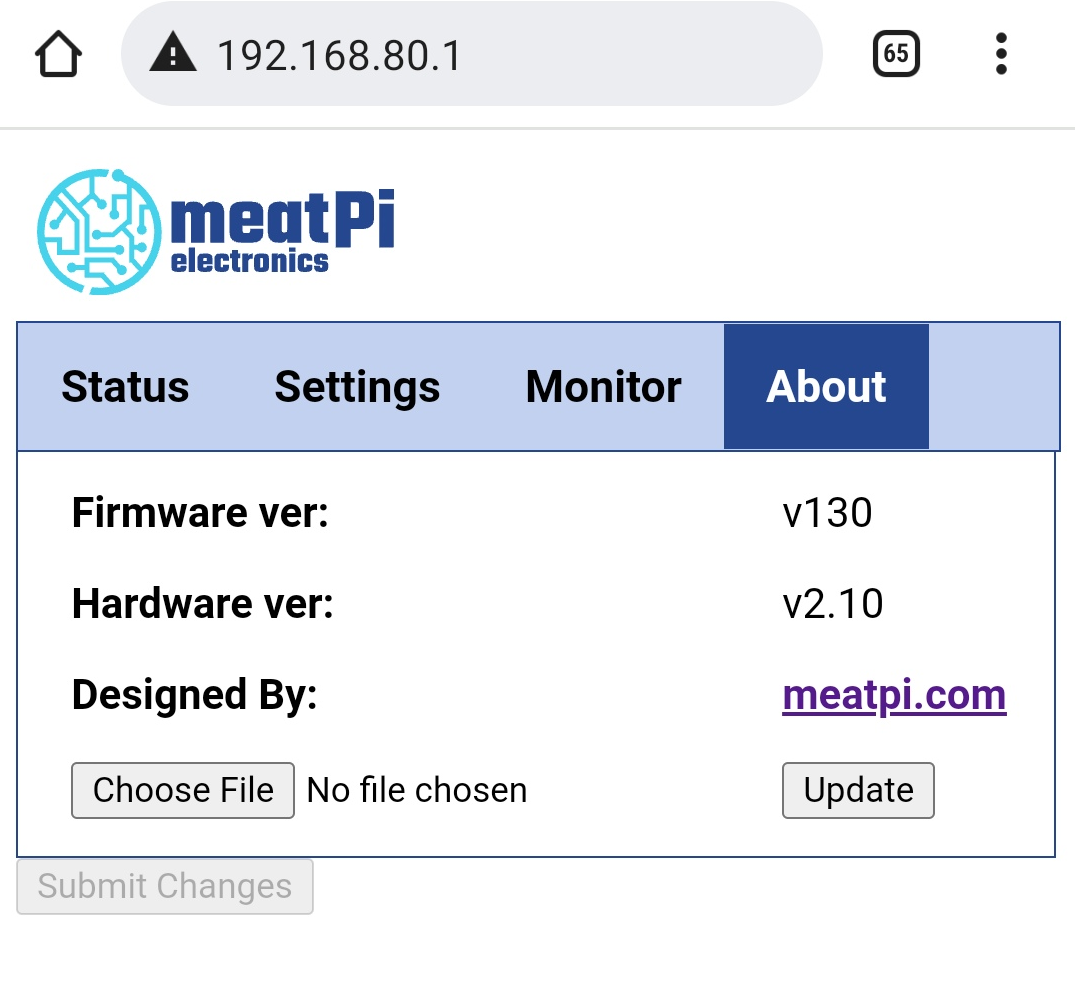 192.168.80.1
65
meatPi
electronics
Status Settings Monitor About
Firmware ver: v130
Hardware ver: v2.10
Designed By: meatpi.com
Choose File No file chosen Update
Submit Changes